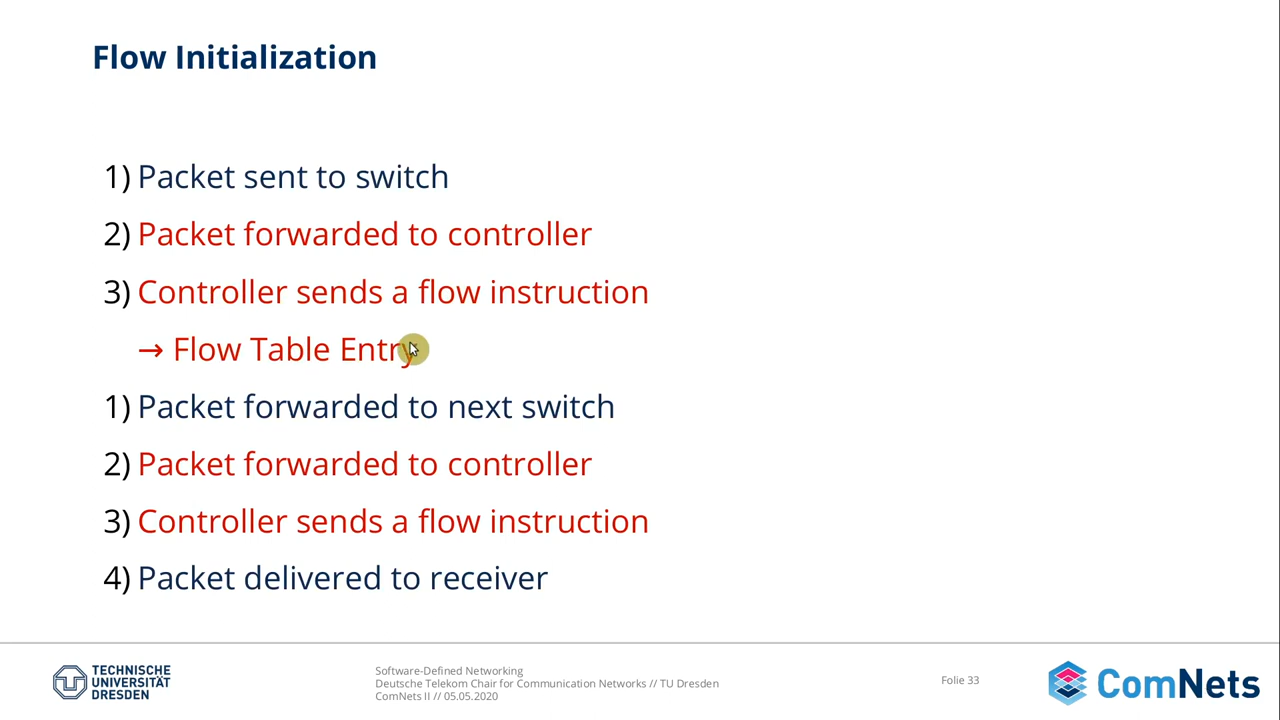 Flow Initialization
1) Packet sent to switch
2) Packet forwarded to controller
3) Controller sends a flow instruction
→ Flow Table Entry
1) Packet forwarded to next switch
2) Packet forwarded to controller
3) Controller sends a flow instruction
4) Packet delivered to receiver
TECHNISCHE
UNIVERSITÄT
DRESDEN
Software-Defined Networking
Deutsche Telekom Chair for Communication Networks // TU Dresden
ComNets II // 05.05.2020
Folie 33
ComNets